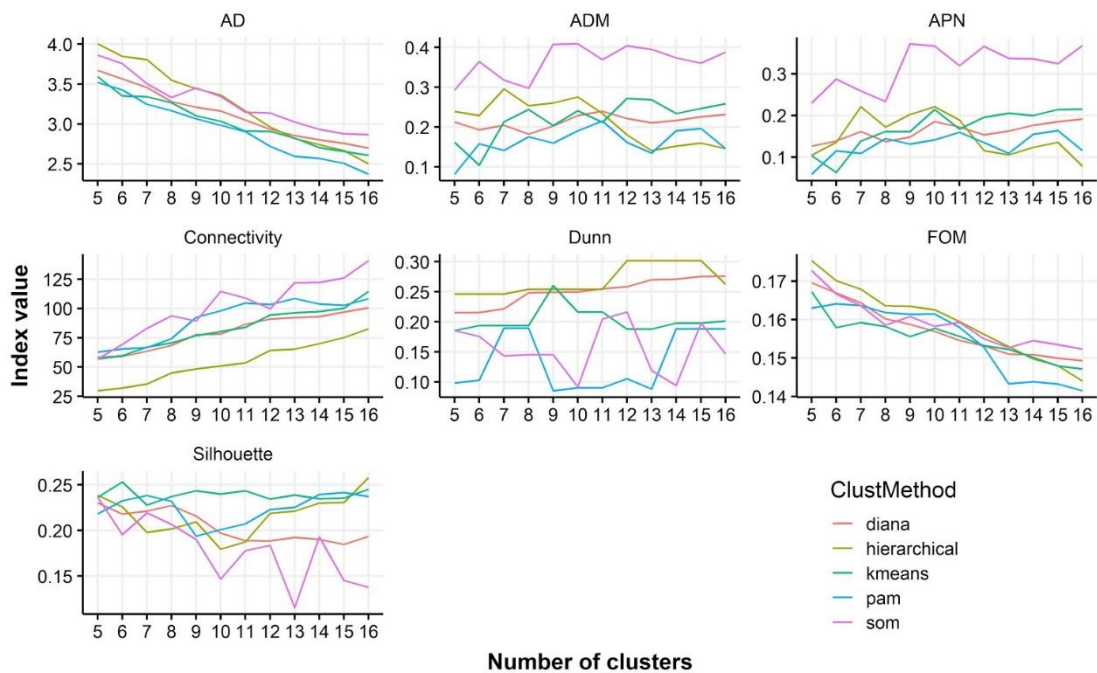 AD
ADM
APN
4.0
3.5
3.0
2.5
0.4
0.3
0.2
0.1
0.3
0.2
0.1
5 6 7 8 9 10 11 12 13 14 15 16
5 6 7 8 9 10 11 12 13 14 15 16
5 6 7 8 9 10 11 12 13 14 15 16
Index value
Connectivity
Dunn
FOM
125
100
75
50
25
0.30
0.25
0.20
0.15
0.10
0.17
0.16
0.15
0.14
5 6 7 8 9 10 11 12 13 14 15 16
5 6 7 8 9 10 11 12 13 14 15 16
5 6 7 8 9 10 11 12 13 14 15 16
Silhouette
0.25
0.20
0.15
5 6 7 8 9 10 11 12 13 14 15 16
ClustMethod
diana
hierarchical
kmeans
pam
som
Number of clusters